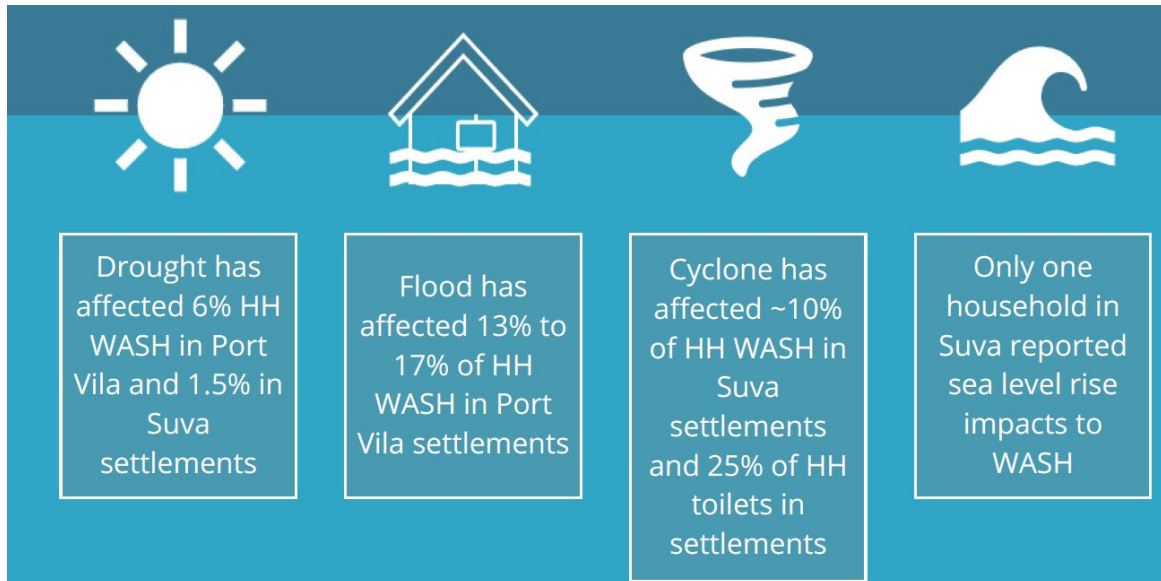 Drought has
affected 6% HH
WASH in Port
Vila and 1.5% in
Suva
settlements
Flood has
affected 13% to
17% of HH
WASH in Port
Vila settlements
Cyclone has
affected ~10%
of HH WASH in
Suva
settlements
and 25% of HH
toilets in
settlements
Only one
household in
Suva reported
sea level rise
impacts to
WASH